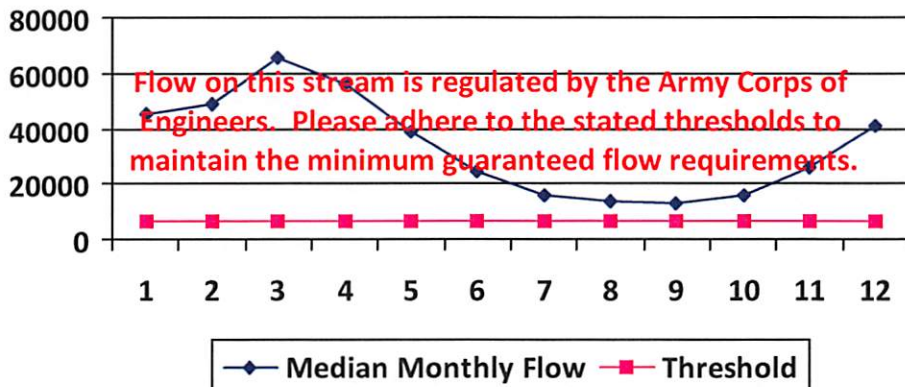 80000
60000
40000
20000
0
Flow on this stream is regulated by the Army Corps of
Engineers. Please adhere to the stated thresholds to
maintain the minimum guaranteed flow requirements.
1 2 3 4 5 6 7 8 9 10 11 12
Median Monthly Flow Threshold